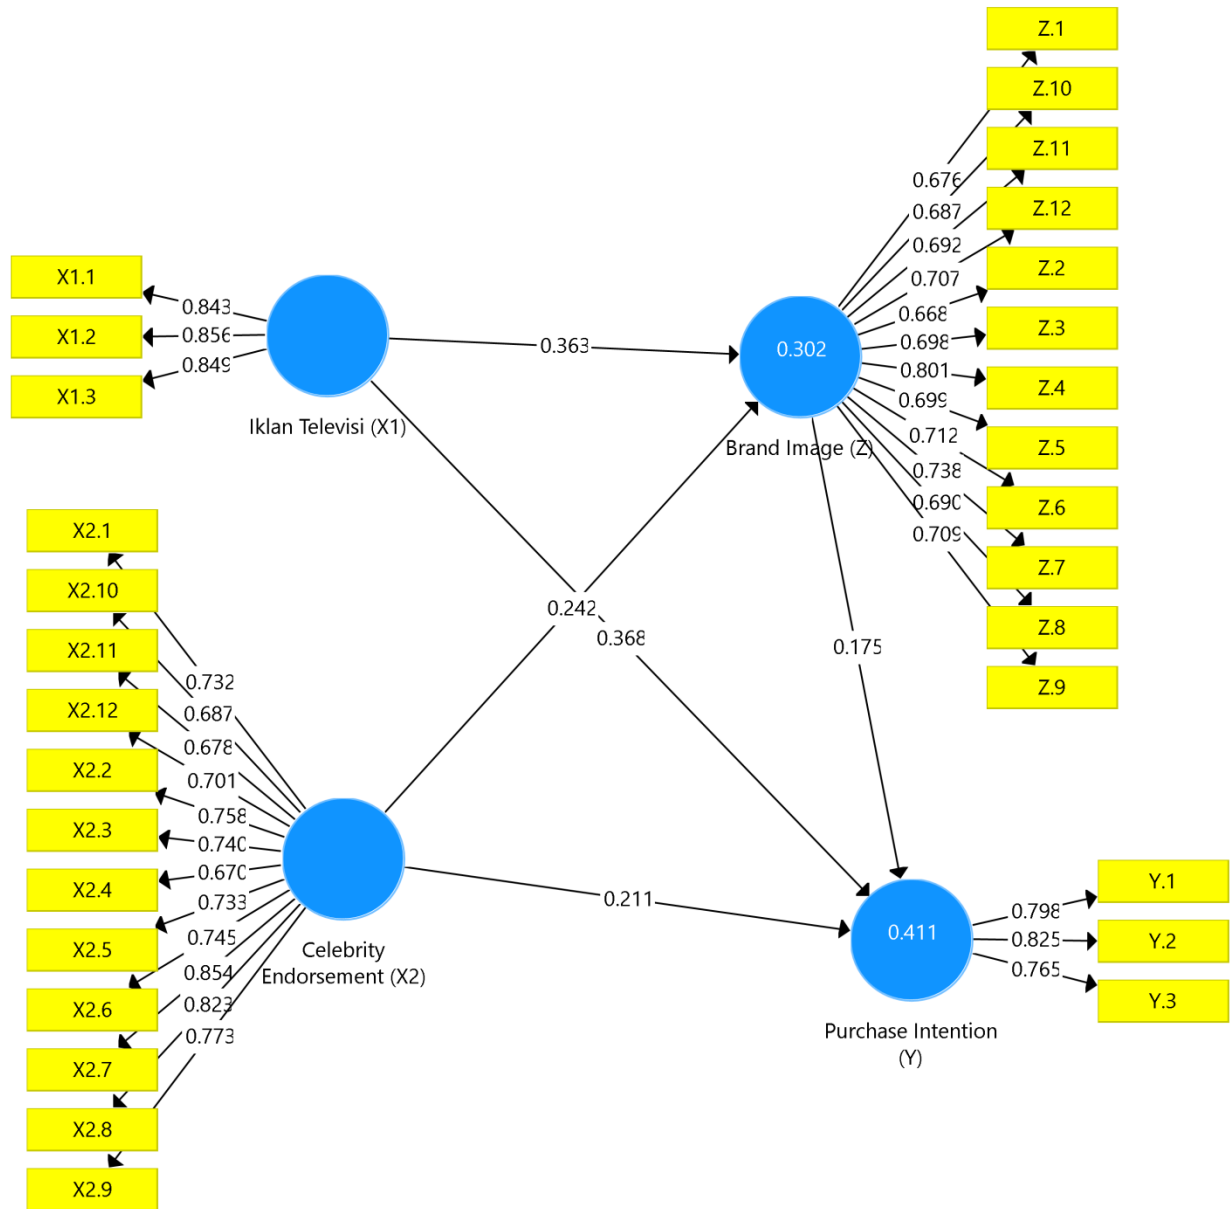 Z.1
Z.10
Z.11
Z.12
Z.2
Z.3
Z.4
Z.5
Z.6
Z.7
Z.8
Z.9
0.676
0.687
0.692
0.707
0.668
0.698
0.801
0.699
0.712
0.738
0.690
0.709
X1.1
X1.2
X1.3
0.843
0.856
0.849
Iklan Televisi (X1)
0.363
0.302
Brand Image (Z)
0.242
0.368
0.175
X2.1
X2.10
X2.11
X2.12
X2.2
X2.3
X2.4
X2.5
X2.6
X2.7
X2.8
X2.9
0.732
0.687
0.678
0.701
0.758
0.740
0.670
0.733
0.745
0.854
0.823
0.773
Celebrity
Endorsement (X2)
0.211
0.411
Purchase Intention
(Y)
0.798
0.825
0.765
Y.1
Y.2
Y.3